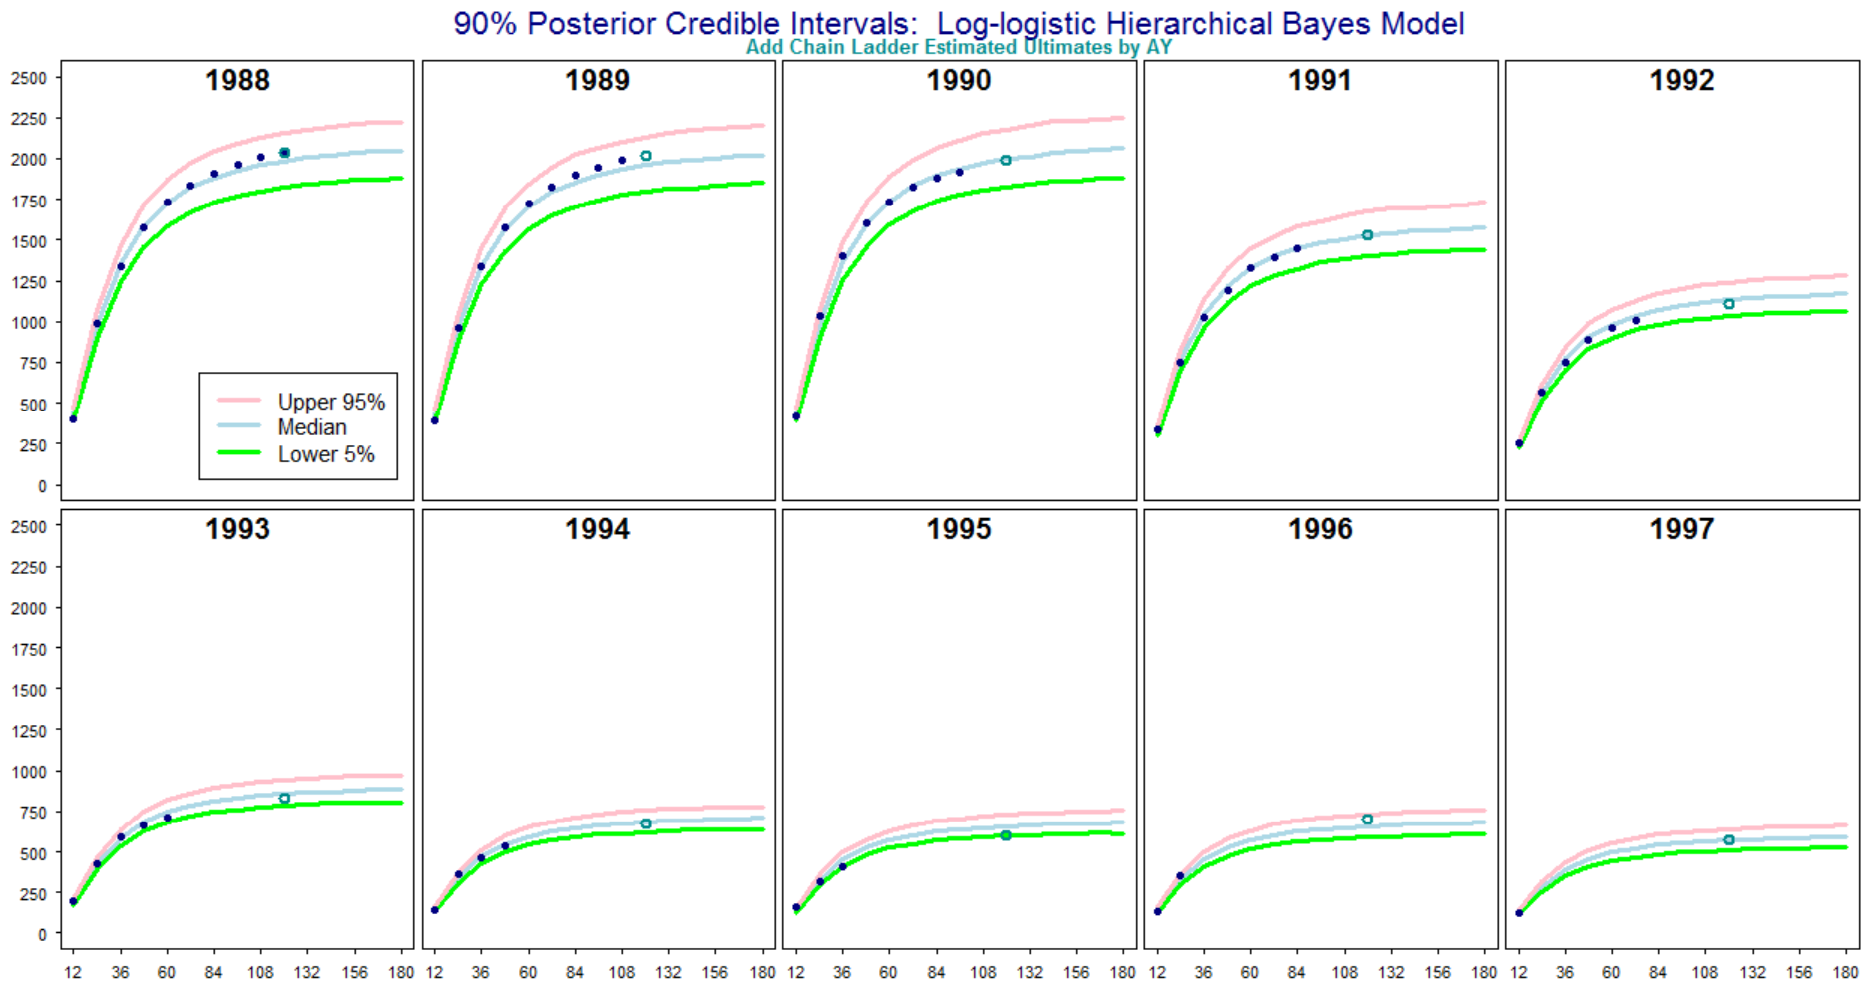 90% Posterior Credible Intervals: Log-logistic Hierarchical Bayes Model
Add Chain Ladder Estimated Ultimates by AY
1988 1989 1990 1991 1992
2500
2250
2000
1750
1500
1250
1000
750
500
250
0
Upper 95%
Median
Lower 5%
1993 1994 1995 1996 1997
2500
2250
2000
1750
1500
1250
1000
750
500
250
0
12 36 60 84 108 132 156 180 12 36 60 84 108 132 156 180 12 36 60 84 108 132 156 180 12 36 60 84 108 132 156 180 12 36 60 84 108 132 156 180